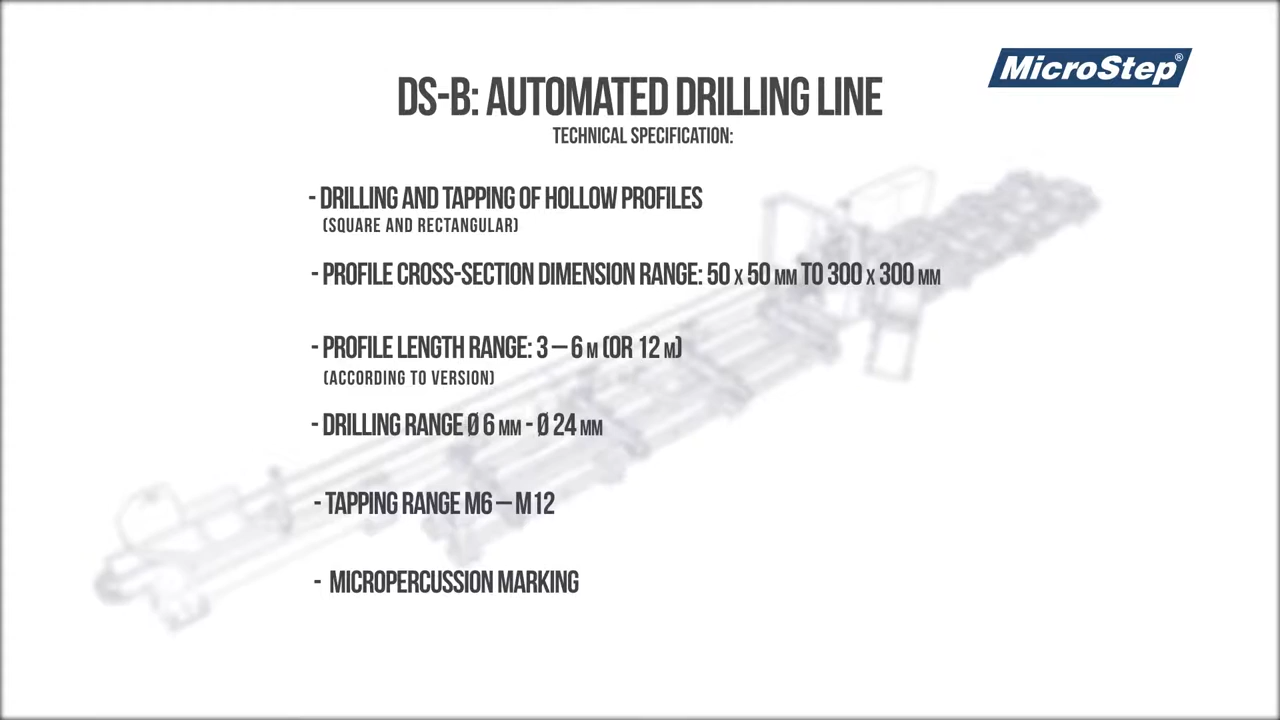 MicroStep®
DS-B: AUTOMATED DRILLING LINE
TECHNICAL SPECIFICATION:
- DRILLING AND TAPPING OF HOLLOW PROFILES
(SQUARE AND RECTANGULAR)
- PROFILE CROSS-SECTION DIMENSION RANGE: 50 X 50 MM TO 300 X 300 MM
- PROFILE LENGTH RANGE: 3 – 6 M (OR 12 M)
(ACCORDING TO VERSION)
- DRILLING RANGE Ø 6 MM - Ø 24 MM
- TAPPING RANGE M6 – M12
- MICROPERCUSSION MARKING